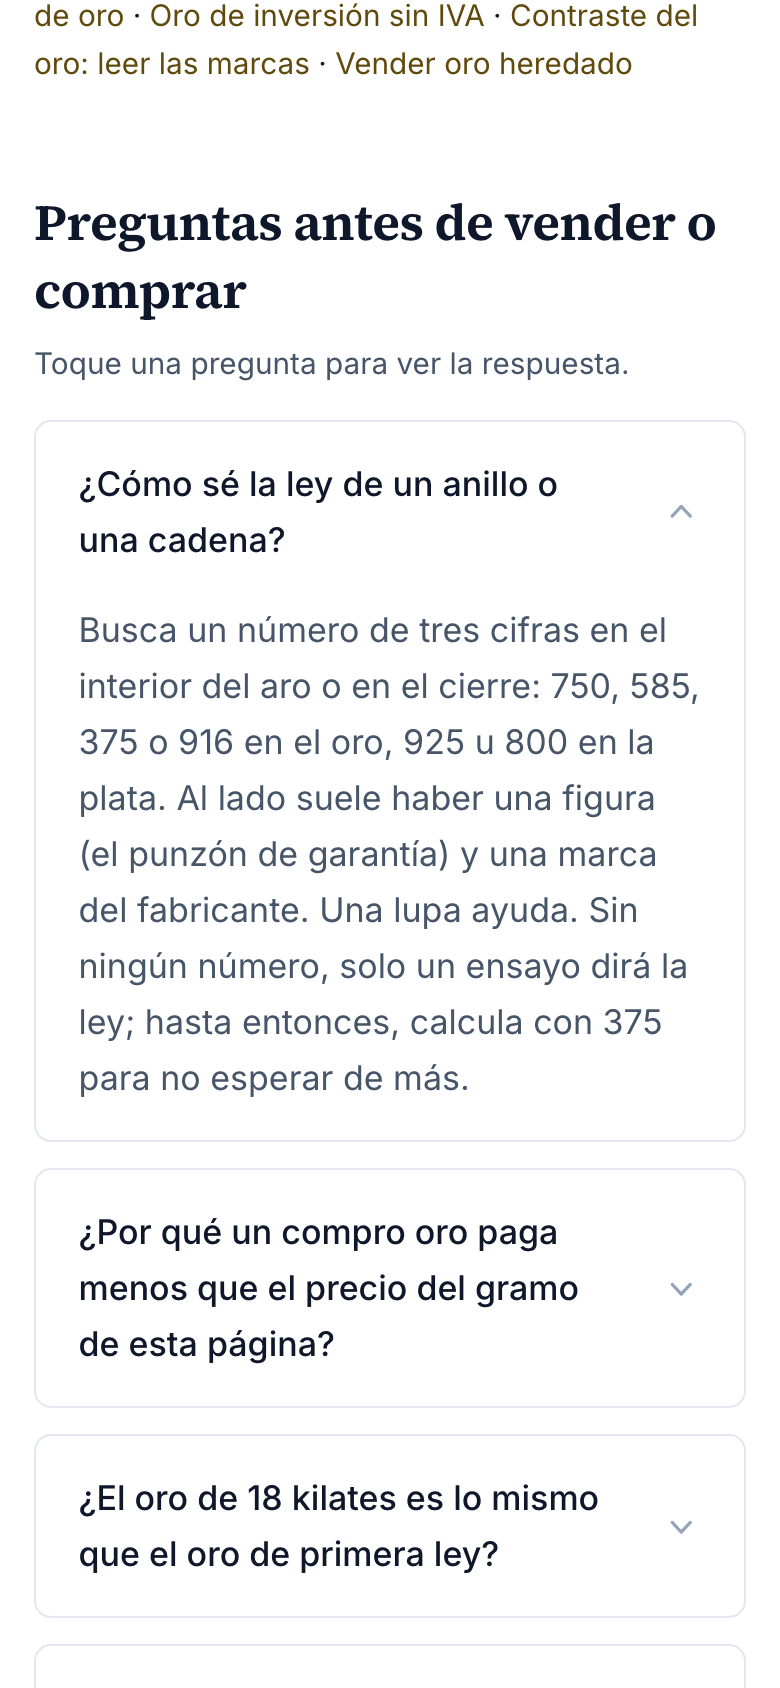 de oro · Oro de inversión sin IVA · Contraste del
oro: leer las marcas · Vender oro heredado
Preguntas antes de vender o
comprar
Toque una pregunta para ver la respuesta.
¿Cómo sé la ley de un anillo o
una cadena?
Busca un número de tres cifras en el
interior del aro o en el cierre: 750, 585,
375 o 916 en el oro, 925 u 800 en la
plata. Al lado suele haber una figura
(el punzón de garantía) y una marca
del fabricante. Una lupa ayuda. Sin
ningún número, solo un ensayo dirá la
ley; hasta entonces, calcula con 375
para no esperar de más.
¿Por qué un compro oro paga
menos que el precio del gramo
de esta página?
¿El oro de 18 kilates es lo mismo
que el oro de primera ley?